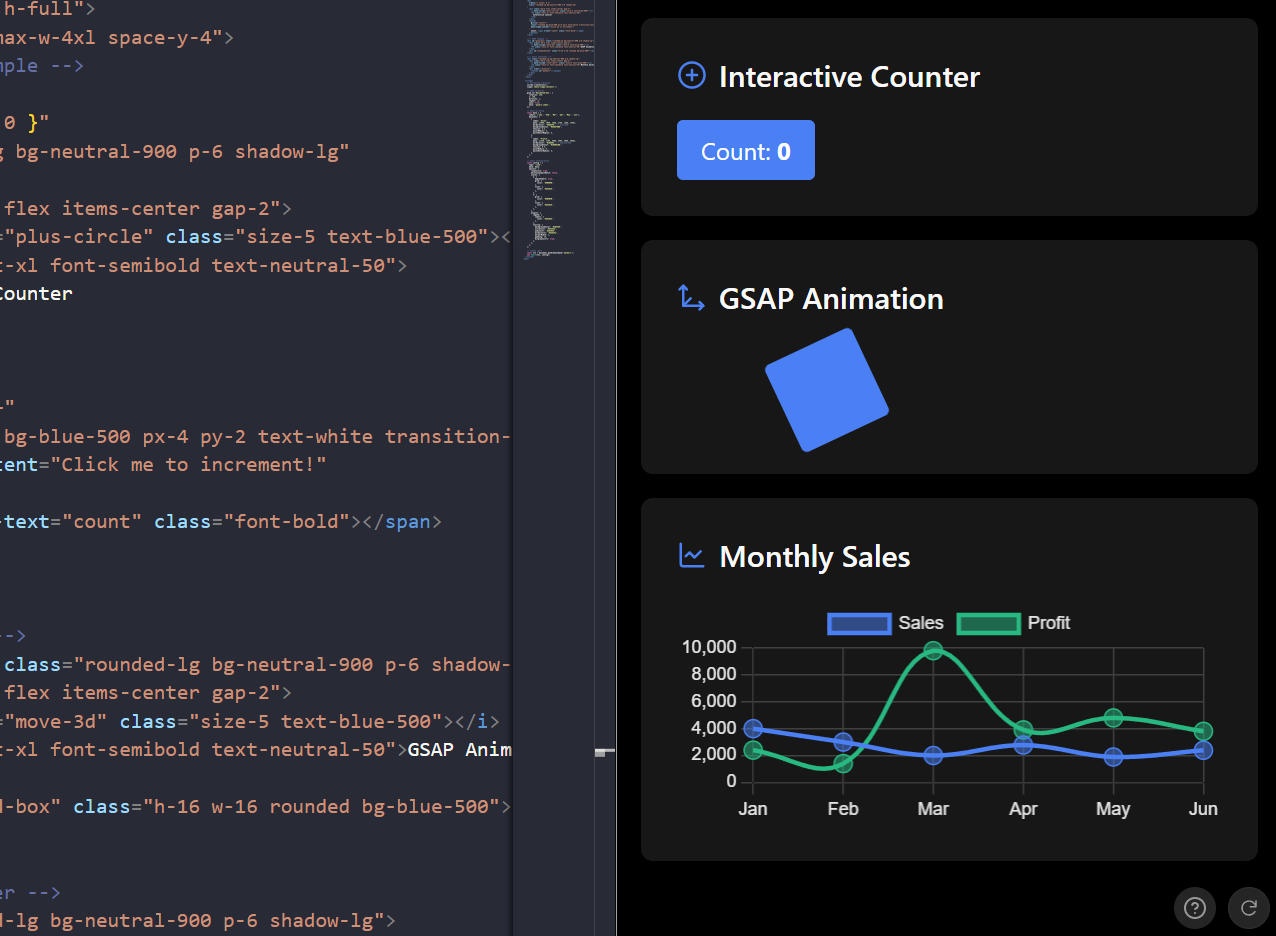 h-full">
max-w-4xl space-y-4">
mple -->
0 }"
g bg-neutral-900 p-6 shadow-lg"
flex items-center gap-2">
="plus-circle" class="size-5 text-blue-500"><
t-xl font-semibold text-neutral-50">
Counter
"
bg-blue-500 px-4 py-2 text-white transition-
tent="Click me to increment!"
-text="count" class="font-bold"></span>
-->
class="rounded-lg bg-neutral-900 p-6 shadow-
flex items-center gap-2">
="move-3d" class="size-5 text-blue-500"></i>
t-xl font-semibold text-neutral-50">GSAP Anim
d-box" class="h-16 w-16 rounded bg-blue-500">
er -->
d-lg bg-neutral-900 p-6 shadow-lg">
Interactive Counter
Count: 0
GSAP Animation
Monthly Sales
Sales Profit
10,000
8,000
6,000
4,000
2,000
0
Jan Feb Mar Apr May Jun